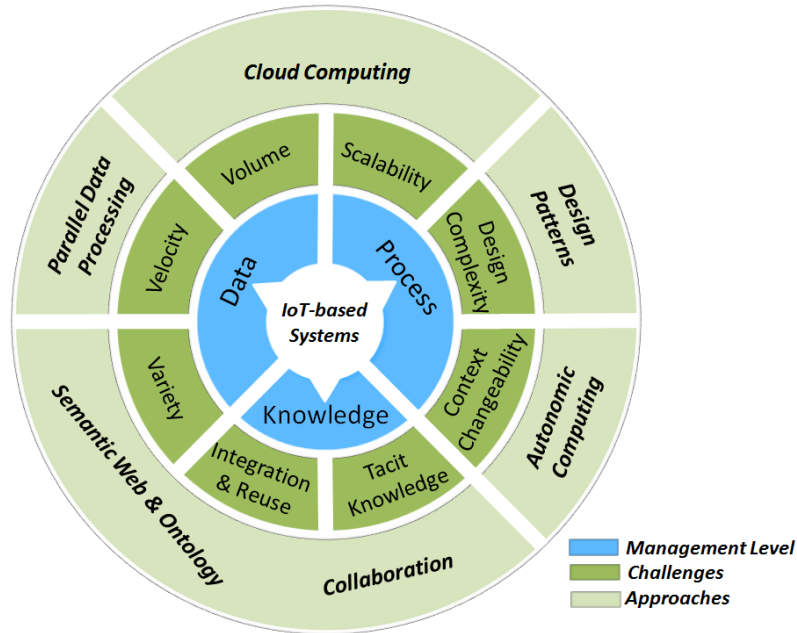 Cloud Computing
Parallel Data
Processing
Design
Patterns
Volume
Scalability
Velocity
Design
Complexity
Data
Process
IoT-based
Systems
Variety
Context
Changeability
Knowledge
Integration
& Reuse
Tacit
Knowledge
Semantic Web & Ontology
Collaboration
Autonomic
Computing
Management Level
Challenges
Approaches